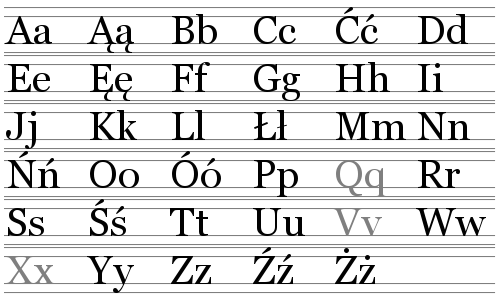 Aa Ąą Bb Cc Ćć Dd
Ee Ęę Ff Gg Hh Ii
Jj Kk Ll Łł Mm Nn
Ńń Oo Óó Pp Qq Rr
Ss Śś Tt Uu Vv Ww
Xx Yy Zz Źź Żż